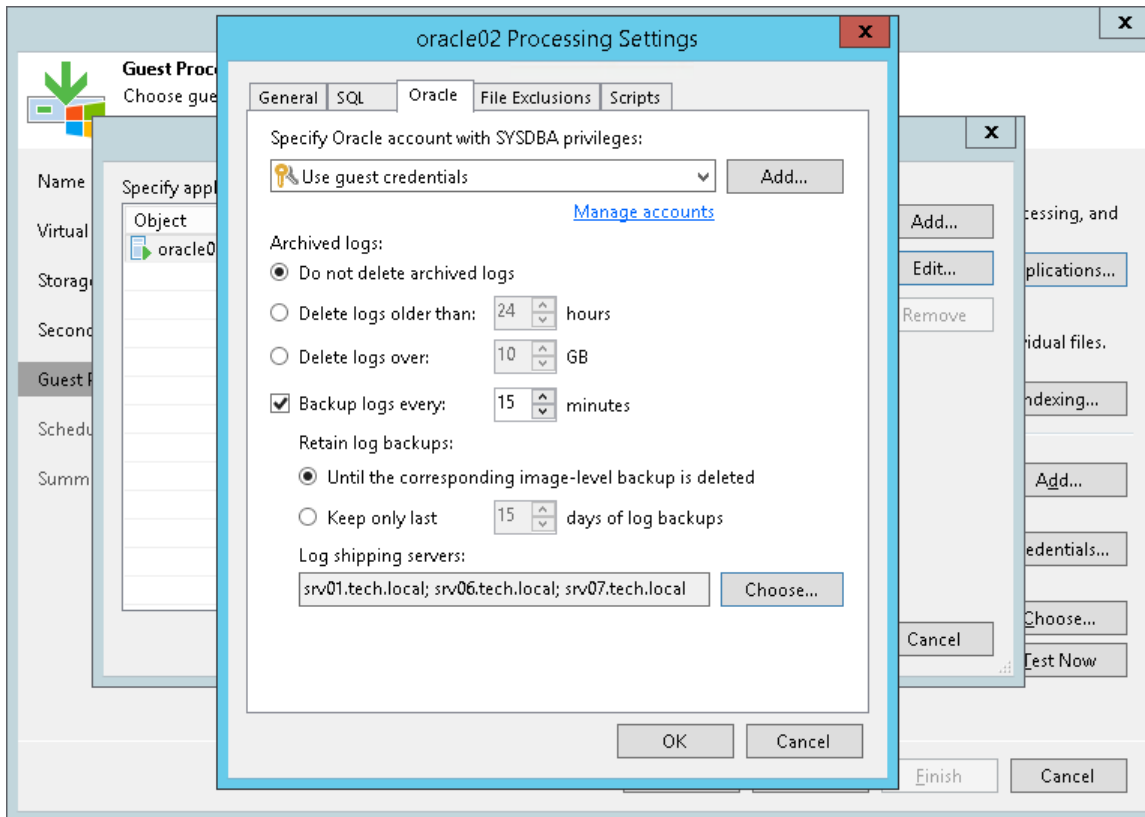 x
oracle02 Processing Settings
x
Guest Proc
Choose gue
General SQL Oracle File Exclusions Scripts
x
Specify Oracle account with SYSDBA privileges:
Use guest credentials Add...
Manage accounts
Name
Virtual
Storag
Second
Guest P
Schedu
Summ
Specify appl
Object
oracle0
Archived logs:
Do not delete archived logs
Delete logs older than: 24 hours
Delete logs over: 10 GB
Backup logs every: 15 minutes
Retain log backups:
Until the corresponding image-level backup is deleted
Keep only last 15 days of log backups
Log shipping servers:
srv01.tech.local; srv06.tech.local; srv07.tech.local Choose...
OK Cancel
Add...
Edit...
Remove
Cancel
cessing, and
plications...
vidual files.
ndexing...
Add...
edentials...
Choose...
Test Now
Finish Cancel